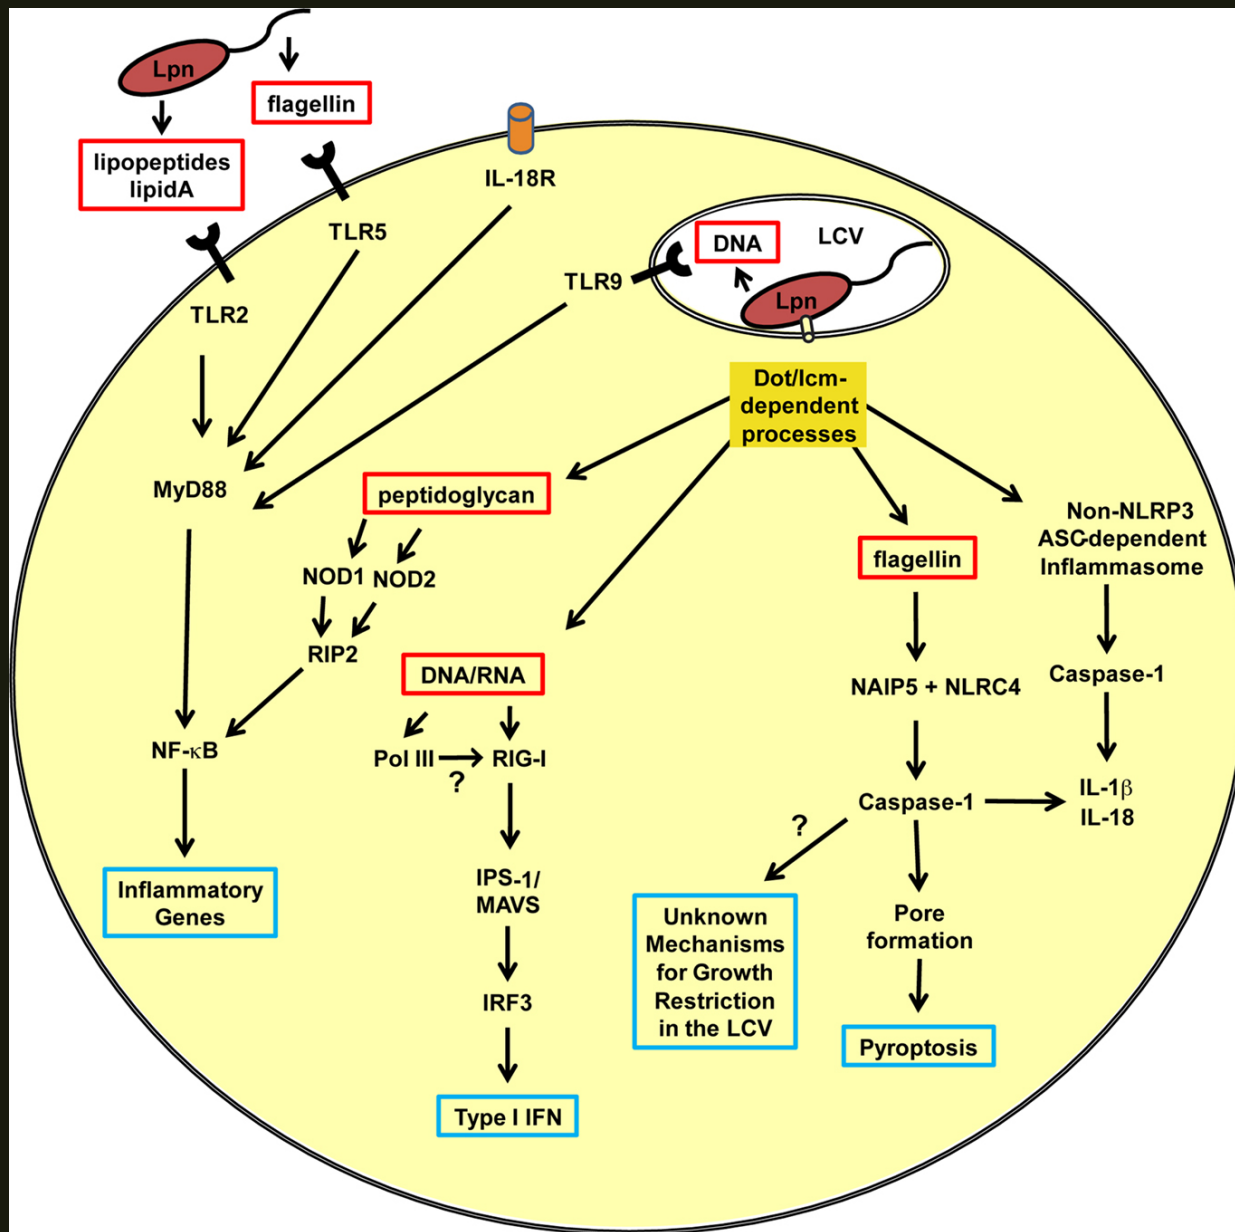 Lpn
flagellin
lipopeptides
lipidA
IL-18R
TLR5
TLR2
TLR9
DNA
LCV
Lpn
Dot/Icm-
dependent
processes
MyD88
peptidoglycan
NOD1
NOD2
RIP2
NF-κB
Inflammatory
Genes
DNA/RNA
Pol III
?
RIG-I
IPS-1/
MAVS
IRF3
Type I IFN
flagellin
NAIP5 + NLRC4
Caspase-1
?
Unknown
Mechanisms
for Growth
Restriction
in the LCV
Pore
formation
Pyroptosis
Non-NLRP3
ASC-dependent
Inflammasome
Caspase-1
IL-1β
IL-18